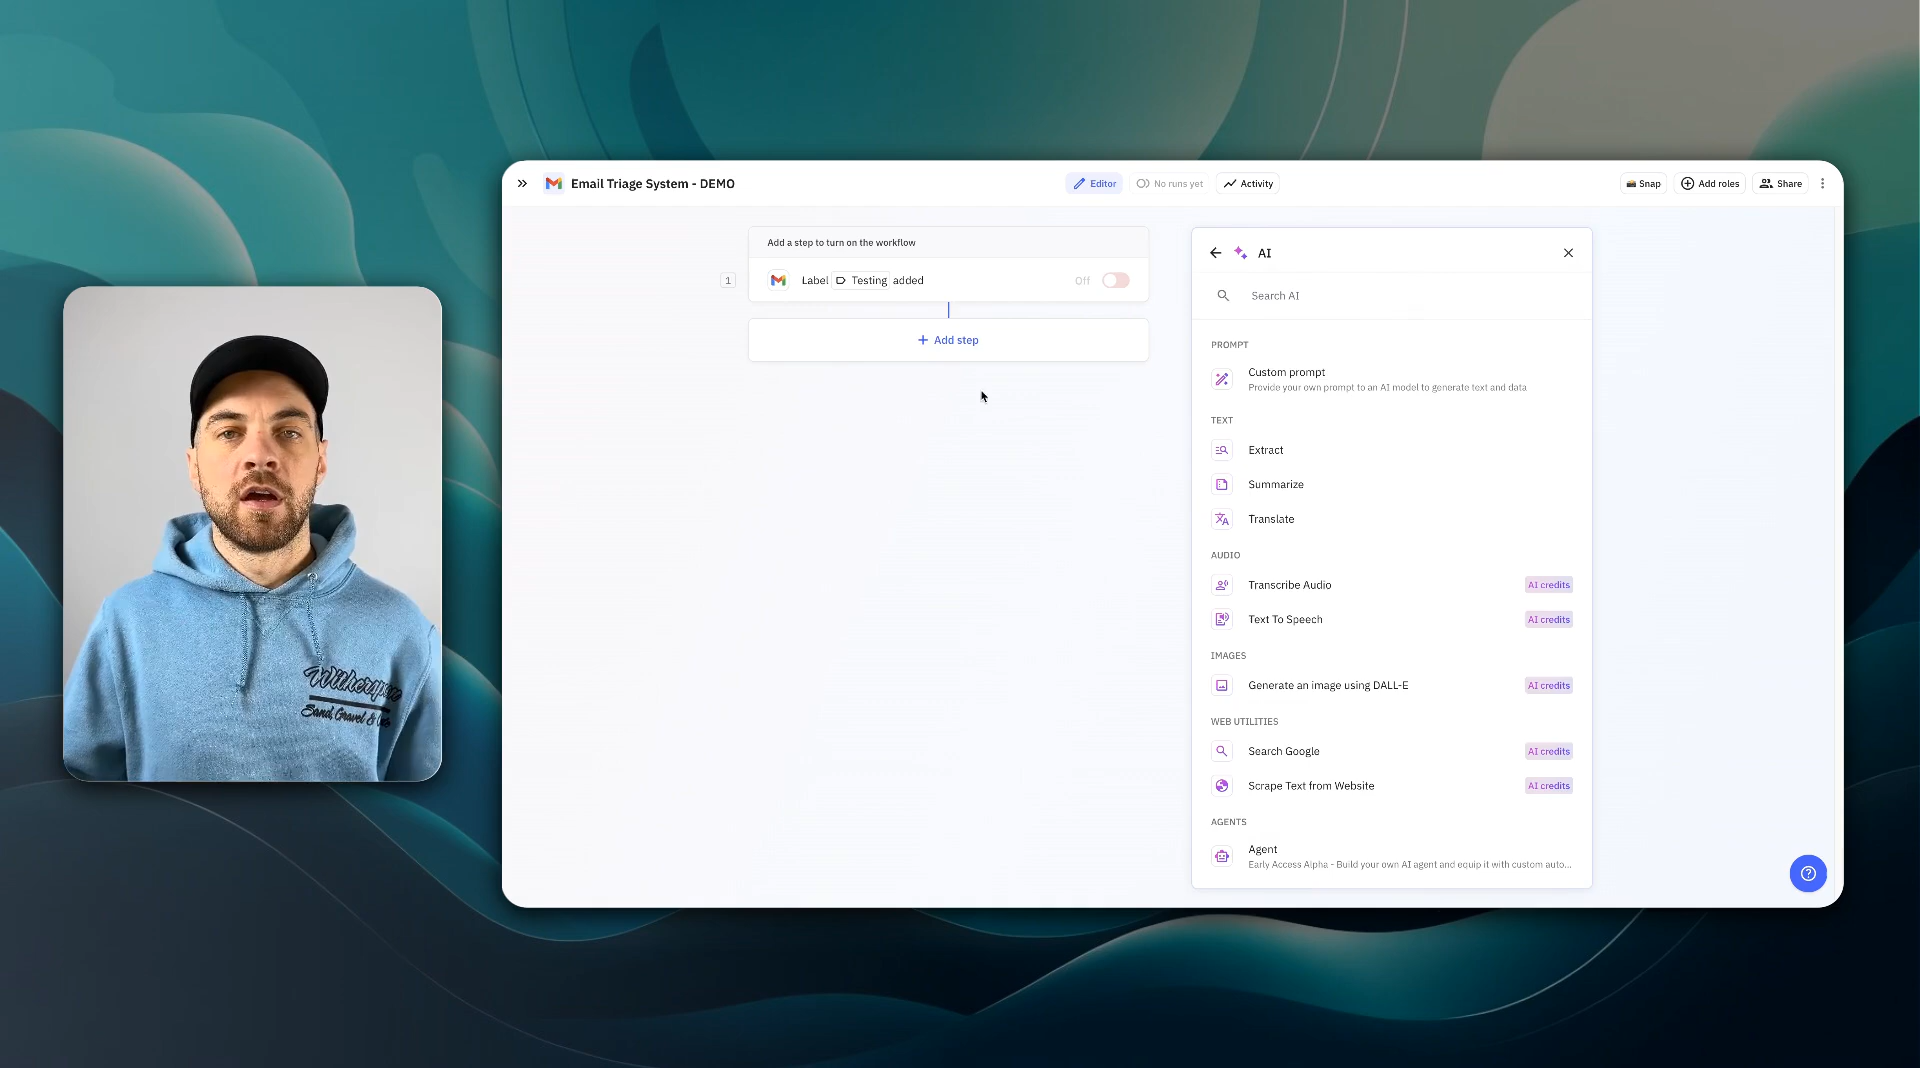 Email Triage System - DEMO
Editor
No runs yet
Activity
Snap
Add roles
Share
Add a step to turn on the workflow
1
Label Testing added
Off
+ Add step
AI
Search AI
PROMPT
Custom prompt
Provide your own prompt to an AI model to generate text and data
TEXT
Extract
Summarize
Translate
AUDIO
Transcribe Audio
AI credits
Text To Speech
AI credits
IMAGES
Generate an image using DALL-E
AI credits
WEB UTILITIES
Search Google
AI credits
Scrape Text from Website
AI credits
AGENTS
Agent
Early Access Alpha - Build your own AI agent and equip it with custom auto...
Sand, Gravel &